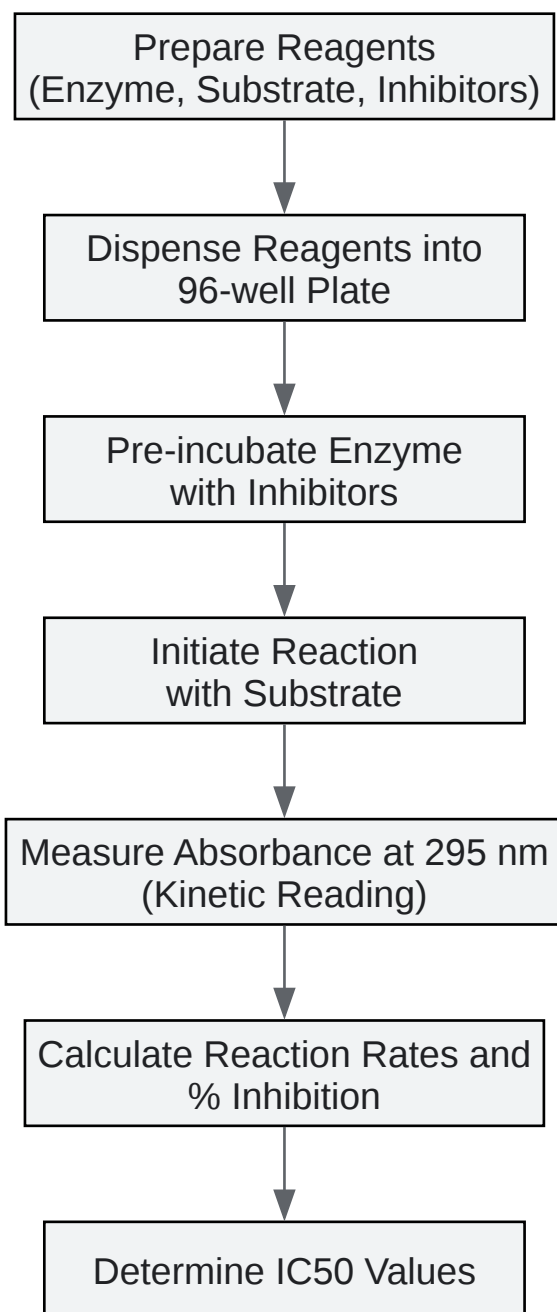 Prepare Reagents
(Enzyme, Substrate, Inhibitors)
Dispense Reagents into
96-well Plate
Pre-incubate Enzyme
with Inhibitors
Initiate Reaction
with Substrate
Measure Absorbance at 295 nm
(Kinetic Reading)
Calculate Reaction Rates and
% Inhibition
Determine IC50 Values